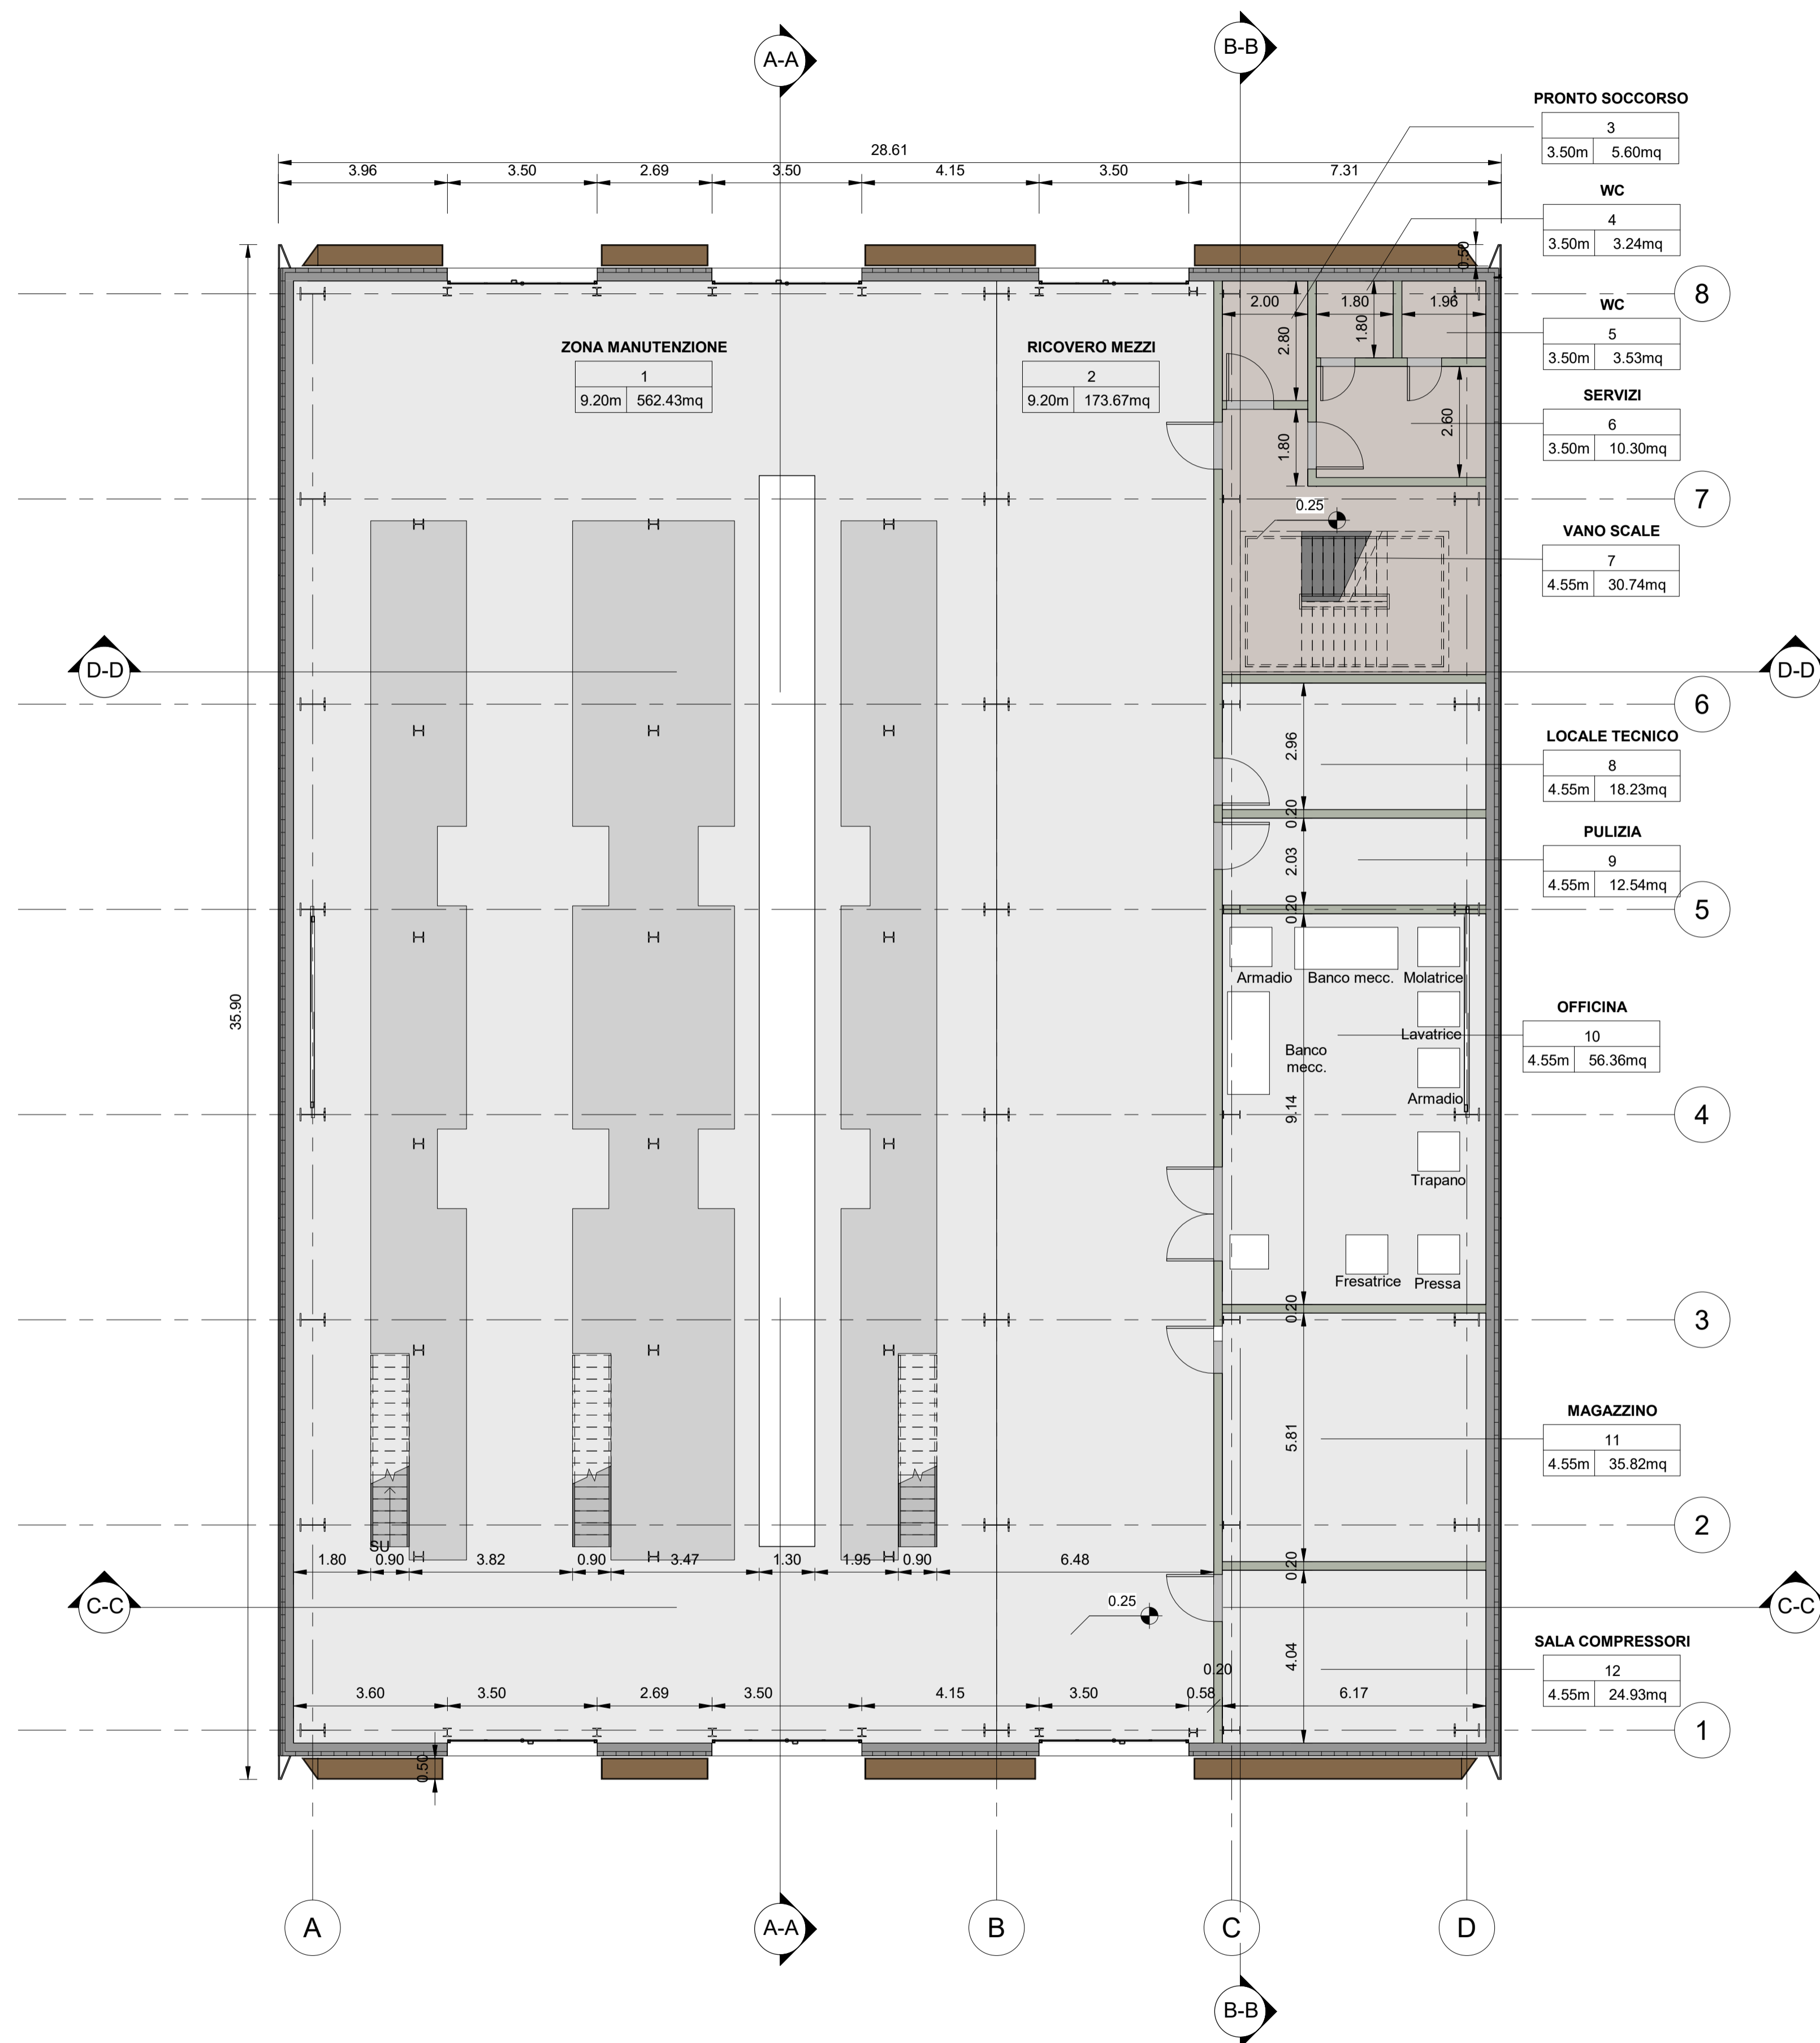 A-A
B-B
PRONTO SOCCORSO
3
3.50m 5.60mq
28.61
3.96 3.50 2.69 3.50 4.15 3.50 7.31
WC
4
3.50m 3.24mq
0.50
8
2.00 1.80 1.96
WC
5
3.50m 3.53mq
2.80
1.80
ZONA MANUTENZIONE
1
9.20m 562.43mq
RICOVERO MEZZI
2
9.20m 173.67mq
SERVIZI
6
3.50m 10.30mq
2.60
1.80
7
0.25
VANO SCALE
7
4.55m 30.74mq
D-D
D-D
6
2.96
LOCALE TECNICO
8
4.55m 18.23mq
0.20
PULIZIA
9
4.55m 12.54mq
2.03
0.20
5
Armadio Banco mecc. Molatrice
35.90
OFFICINA
10
4.55m 56.36mq
Lavatrice
Banco
mecc.
Armadio
9.14
4
Trapano
Fresatrice Pressa
0.20
3
MAGAZZINO
11
4.55m 35.82mq
5.81
2
SU
1.80 0.90 3.82 0.90 3.47 1.30 1.95 0.90 6.48
0.20
C-C
0.25
C-C
SALA COMPRESSORI
12
4.55m 24.93mq
4.04
0.20
3.60 3.50 2.69 3.50 4.15 3.50 0.58 6.17
1
0.50
A
A-A
B
C
D
B-B